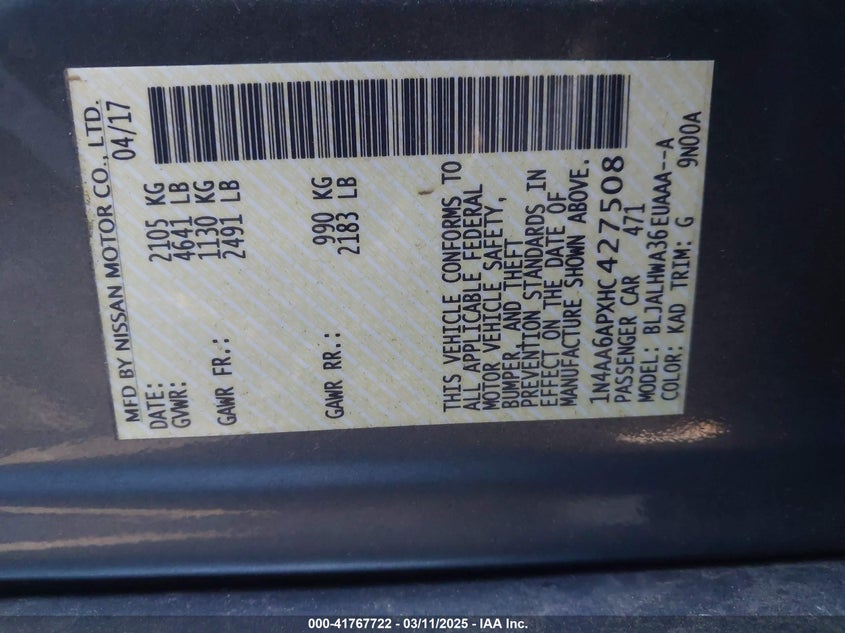 MFD BY NISSAN MOTOR CO., LTD.
DATE: 04/17
GVWR: 2105 KG
4641 LB
GAWR FR.: 1130 KG
2491 LB
GAWR RR.: 990 KG
2183 LB
THIS VEHICLE CONFORMS TO
ALL APPLICABLE FEDERAL
MOTOR VEHICLE SAFETY,
BUMPER, AND THEFT
PREVENTION STANDARDS IN
EFFECT ON THE DATE OF
MANUFACTURE SHOWN ABOVE.
1N4AA6APXHC427508
PASSENGER CAR 471
MODEL: BLJALHWA36EUAAA--A
COLOR: KAD TRIM: G 9N00A
000-41767722 - 03/11/2025 - IAA Inc.